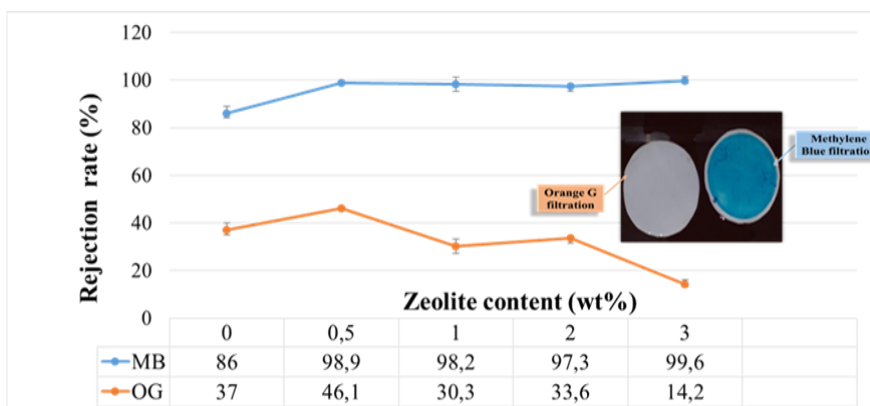 120
100
80
60
40
20
0
Rejection rate (%)
Orange G
filtration
Methylene
Blue filtration
Zeolite content (wt%)
0 0,5 1 2 3
MB 86 98,9 98,2 97,3 99,6
OG 37 46,1 30,3 33,6 14,2